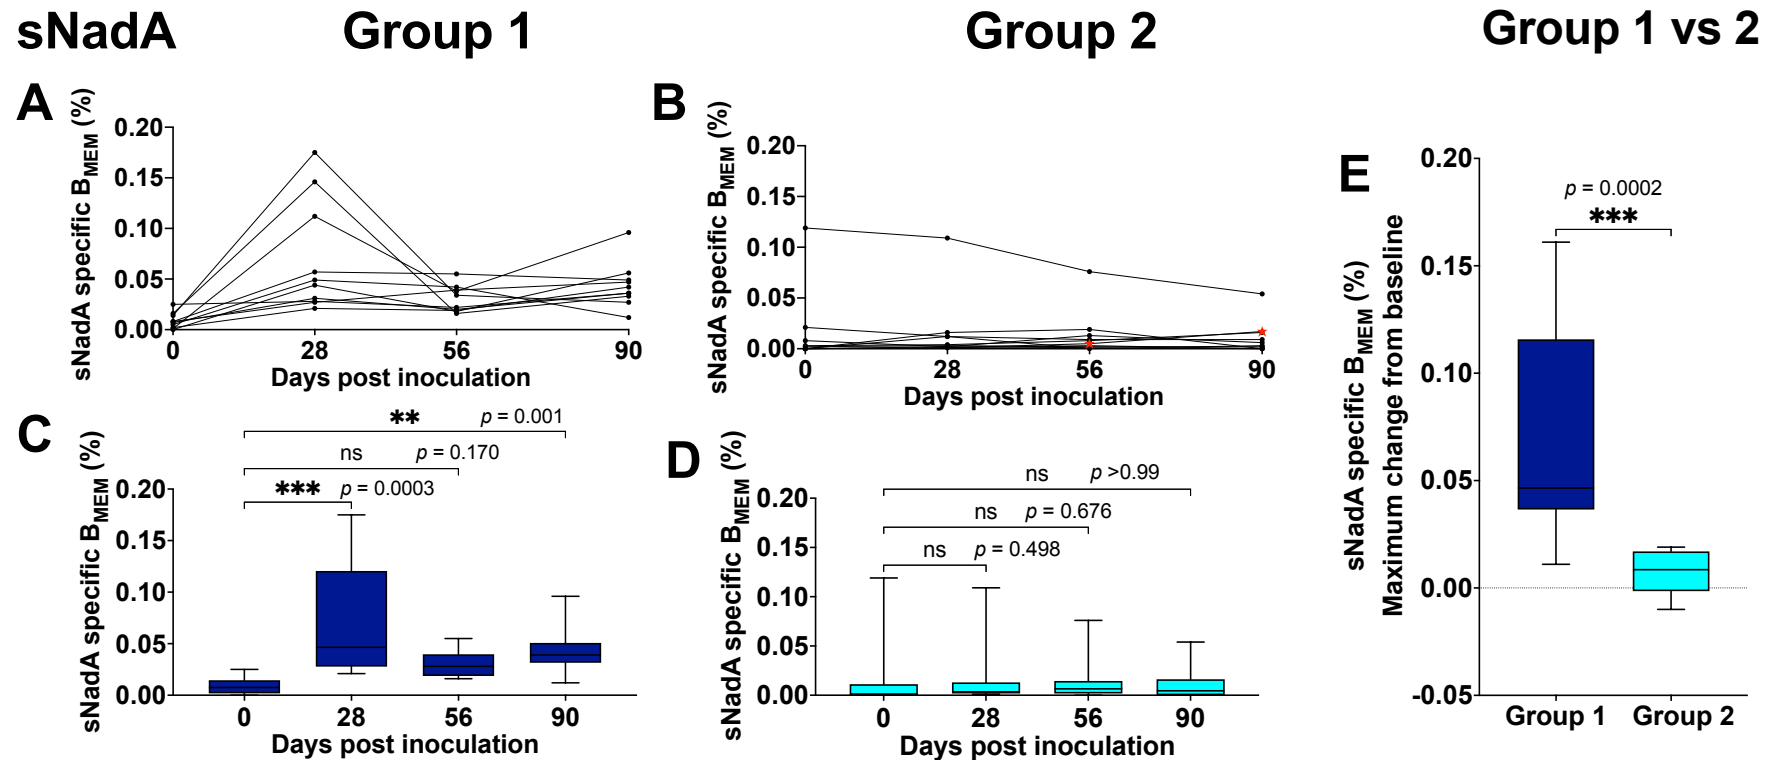 sNadA Group 1 Group 2 Group 1 vs 2
A
sNadA specific BMEM (%)
0.20
0.15
0.10
0.05
0.00
0 28 56 90
Days post inoculation
B
sNadA specific BMEM (%)
0.20
0.15
0.10
0.05
0.00
0 28 56 90
Days post inoculation
C
sNadA specific BMEM (%)
** p = 0.001
ns p = 0.170
*** p = 0.0003
0.20
0.15
0.10
0.05
0.00
0 28 56 90
Days post inoculation
D
sNadA specific BMEM (%)
ns p >0.99
ns p = 0.676
ns p = 0.498
0.20
0.15
0.10
0.05
0.00
0 28 56 90
Days post inoculation
E
sNadA specific BMEM (%)
Maximum change from baseline
p = 0.0002
***
0.20
0.15
0.10
0.05
0.00
-0.05
Group 1 Group 2